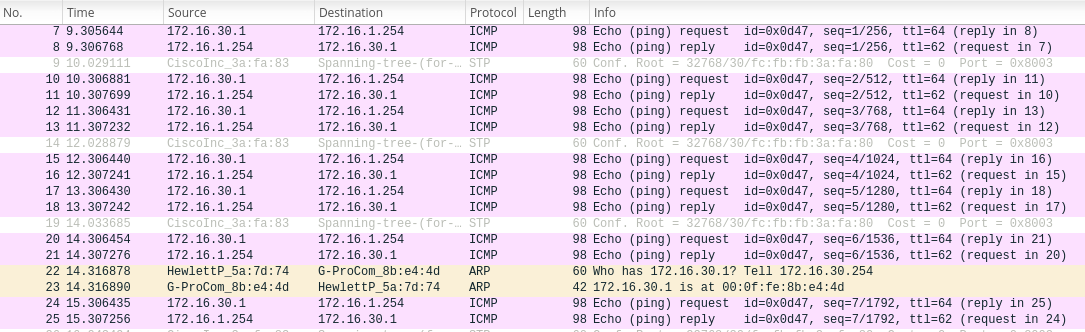 No. Time Source Destination Protocol Length Info
7 9.305644 172.16.30.1 172.16.1.254 ICMP 98 Echo (ping) request id=0x0d47, seq=1/256, ttl=64 (reply in 8)
8 9.306768 172.16.1.254 172.16.30.1 ICMP 98 Echo (ping) reply id=0x0d47, seq=1/256, ttl=62 (request in 7)
9 10.029111 CiscoInc_3a:fa:83 Spanning-tree-(for-… STP 60 Conf. Root = 32768/30/fc:fb:fb:3a:fa:80 Cost = 0 Port = 0x8003
10 10.306881 172.16.30.1 172.16.1.254 ICMP 98 Echo (ping) request id=0x0d47, seq=2/512, ttl=64 (reply in 11)
11 10.307699 172.16.1.254 172.16.30.1 ICMP 98 Echo (ping) reply id=0x0d47, seq=2/512, ttl=62 (request in 10)
12 11.306431 172.16.30.1 172.16.1.254 ICMP 98 Echo (ping) request id=0x0d47, seq=3/768, ttl=64 (reply in 13)
13 11.307232 172.16.1.254 172.16.30.1 ICMP 98 Echo (ping) reply id=0x0d47, seq=3/768, ttl=62 (request in 12)
14 12.028879 CiscoInc_3a:fa:83 Spanning-tree-(for-… STP 60 Conf. Root = 32768/30/fc:fb:fb:3a:fa:80 Cost = 0 Port = 0x8003
15 12.306440 172.16.30.1 172.16.1.254 ICMP 98 Echo (ping) request id=0x0d47, seq=4/1024, ttl=64 (reply in 16)
16 12.307241 172.16.1.254 172.16.30.1 ICMP 98 Echo (ping) reply id=0x0d47, seq=4/1024, ttl=62 (request in 15)
17 13.306430 172.16.30.1 172.16.1.254 ICMP 98 Echo (ping) request id=0x0d47, seq=5/1280, ttl=64 (reply in 18)
18 13.307242 172.16.1.254 172.16.30.1 ICMP 98 Echo (ping) reply id=0x0d47, seq=5/1280, ttl=62 (request in 17)
19 14.033685 CiscoInc_3a:fa:83 Spanning-tree-(for-… STP 60 Conf. Root = 32768/30/fc:fb:fb:3a:fa:80 Cost = 0 Port = 0x8003
20 14.306454 172.16.30.1 172.16.1.254 ICMP 98 Echo (ping) request id=0x0d47, seq=6/1536, ttl=64 (reply in 21)
21 14.307276 172.16.1.254 172.16.30.1 ICMP 98 Echo (ping) reply id=0x0d47, seq=6/1536, ttl=62 (request in 20)
22 14.316878 HewlettP_5a:7d:74 G-ProCom_8b:e4:4d ARP 60 Who has 172.16.30.1? Tell 172.16.30.254
23 14.316890 G-ProCom_8b:e4:4d HewlettP_5a:7d:74 ARP 42 172.16.30.1 is at 00:0f:fe:8b:e4:4d
24 15.306435 172.16.30.1 172.16.1.254 ICMP 98 Echo (ping) request id=0x0d47, seq=7/1792, ttl=64 (reply in 25)
25 15.307256 172.16.1.254 172.16.30.1 ICMP 98 Echo (ping) reply id=0x0d47, seq=7/1792, ttl=62 (request in 24)